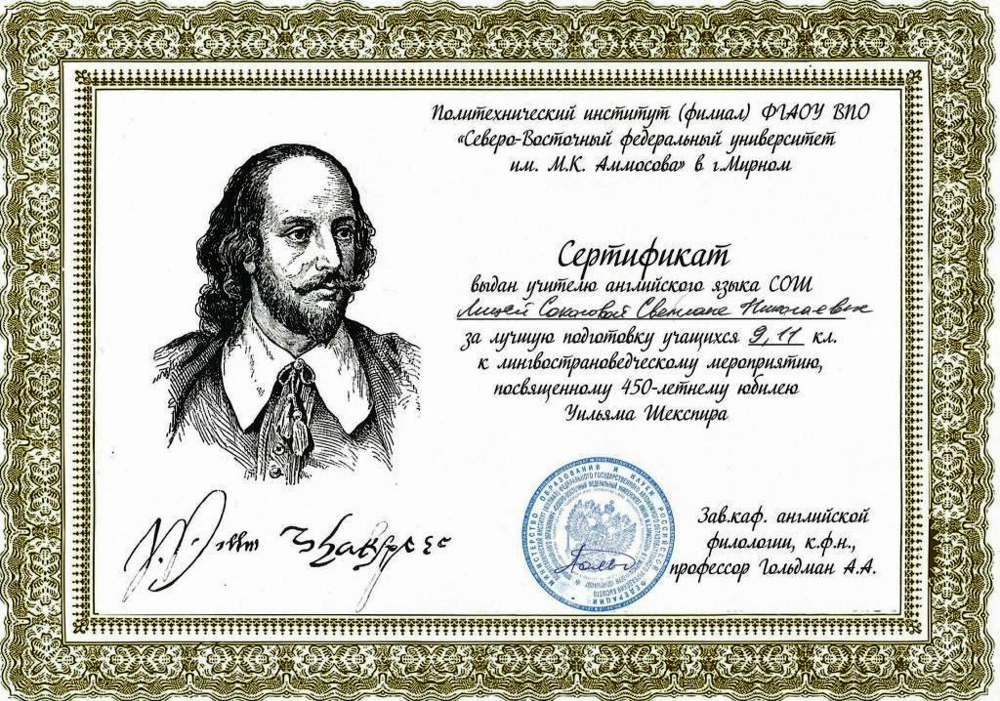 Политехнический институт (филиал) ФГАОУ ВПО
«Северо-Восточный федеральный университет
им. М.К. Аммосова» в г.Мирном
Сертификат
выдан учителю английского языка СОШ
Лицей Соколовой Светлане Николаевне
за лучшую подготовку учащихся 9, 11 кл.
к лингвострановедческому мероприятию,
посвященному 450-летнему юбилею
Уильяма Шекспира
МИНИСТЕРСТВО ОБРАЗОВАНИЯ И НАУКИ РОССИЙСКОЙ ФЕДЕРАЦИИ
Зав.каф. английской
филологии, к.ф.н.,
профессор Гольдман А.А.